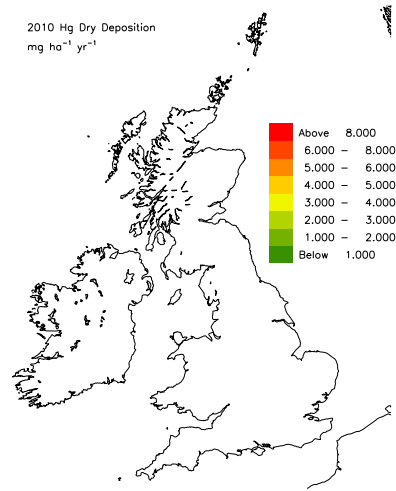 2010 Hg Dry Deposition
mg ha⁻¹ yr⁻¹
Above 8.000
6.000 – 8.000
5.000 – 6.000
4.000 – 5.000
3.000 – 4.000
2.000 – 3.000
1.000 – 2.000
Below 1.000